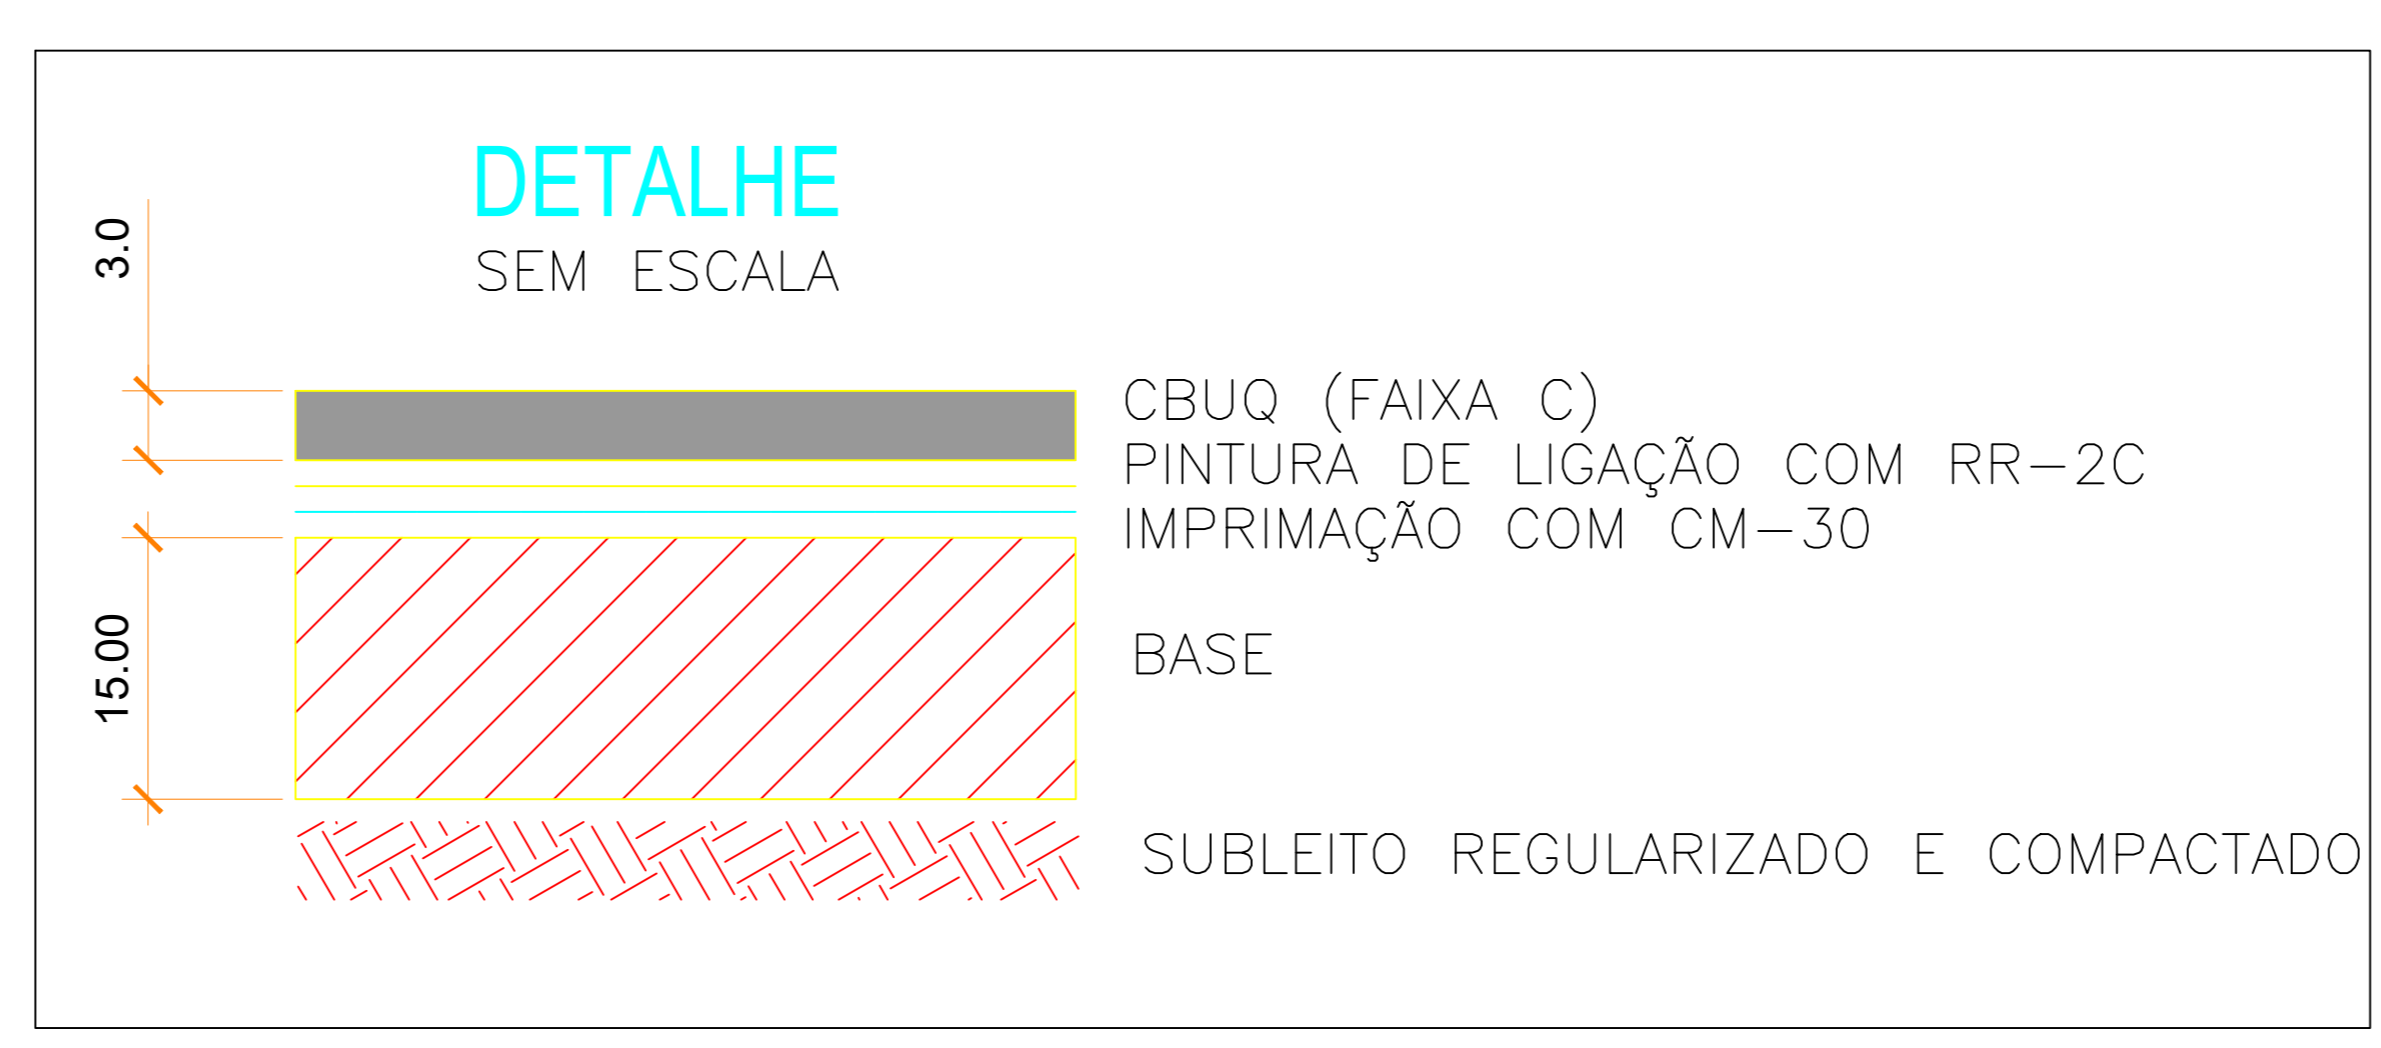 DETALHE
SEM ESCALA
3.0
CBUQ (FAIXA C)
PINTURA DE LIGAÇÃO COM RR-2C
IMPRIMAÇÃO COM CM-30
15.00
BASE
SUBLEITO REGULARIZADO E COMPACTADO